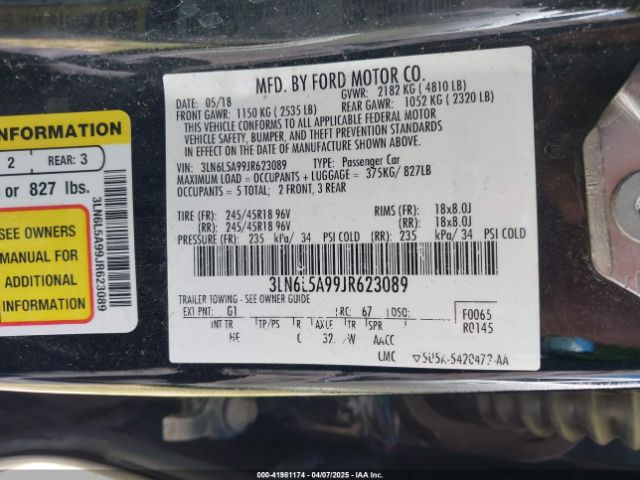 INFORMATION
2 REAR: 3
or 827 lbs.
SEE OWNERS
MANUAL FOR
ADDITIONAL
INFORMATION
3LN6L5A99JR623089
MFD. BY FORD MOTOR CO.
DATE: 05/18 GVWR: 2182 KG ( 4810 LB)
FRONT GAWR: 1150 KG ( 2535 LB) REAR GAWR: 1052 KG ( 2320 LB)
THIS VEHICLE CONFORMS TO ALL APPLICABLE FEDERAL MOTOR
VEHICLE SAFETY, BUMPER, AND THEFT PREVENTION STANDARDS
IN EFFECT ON THE DATE OF MANUFACTURE SHOWN ABOVE.
VIN: 3LN6L5A99JR623089 TYPE: Passenger Car
MAXIMUM LOAD = OCCUPANTS + LUGGAGE = 375KG/ 827LB
OCCUPANTS = 5 TOTAL; 2 FRONT, 3 REAR
TIRE (FR): 245/45R18 96V RIMS (FR): 18x8.0J
(RR): 245/45R18 96V (RR): 18x8.0J
PRESSURE (FR): 235 kPa/ 34 PSI COLD (RR): 235 kPa/ 34 PSI COLD
3LN6L5A99JR623089
TRAILER TOWING - SEE OWNER GUIDE
EXT PNT: G1 RC: 67 DSO: F0065
R0145
INT TR TP/PS R AXLE TR SPR
C 32 W AACC
LMC
00-41981174 - 04/07/2025 - COPYRIGHT IAA, INC.